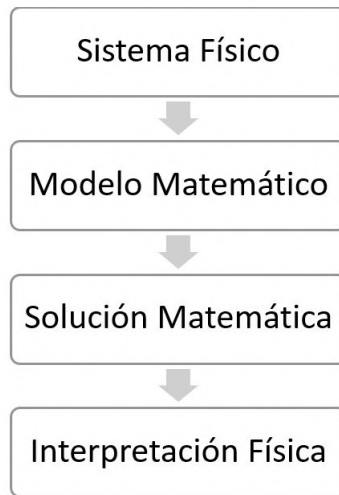 Sistema Físico
Modelo Matemático
Solución Matemática
Interpretación Física